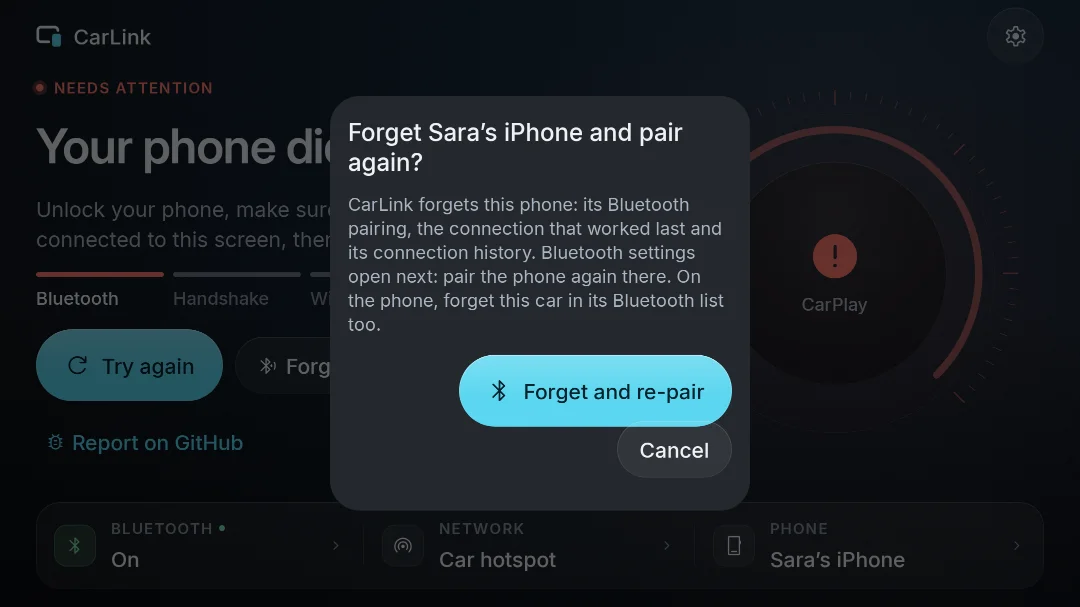 CarLink
NEEDS ATTENTION
Your phone di
Unlock your phone, make sur
connected to this screen, then
Bluetooth
Handshake
W
Try again
Forg
Report on GitHub
Forget Sara’s iPhone and pair
again?
CarLink forgets this phone: its Bluetooth
pairing, the connection that worked last and
its connection history. Bluetooth settings
open next: pair the phone again there. On
the phone, forget this car in its Bluetooth list
too.
Forget and re-pair
Cancel
CarPlay
BLUETOOTH
On
NETWORK
Car hotspot
PHONE
Sara’s iPhone